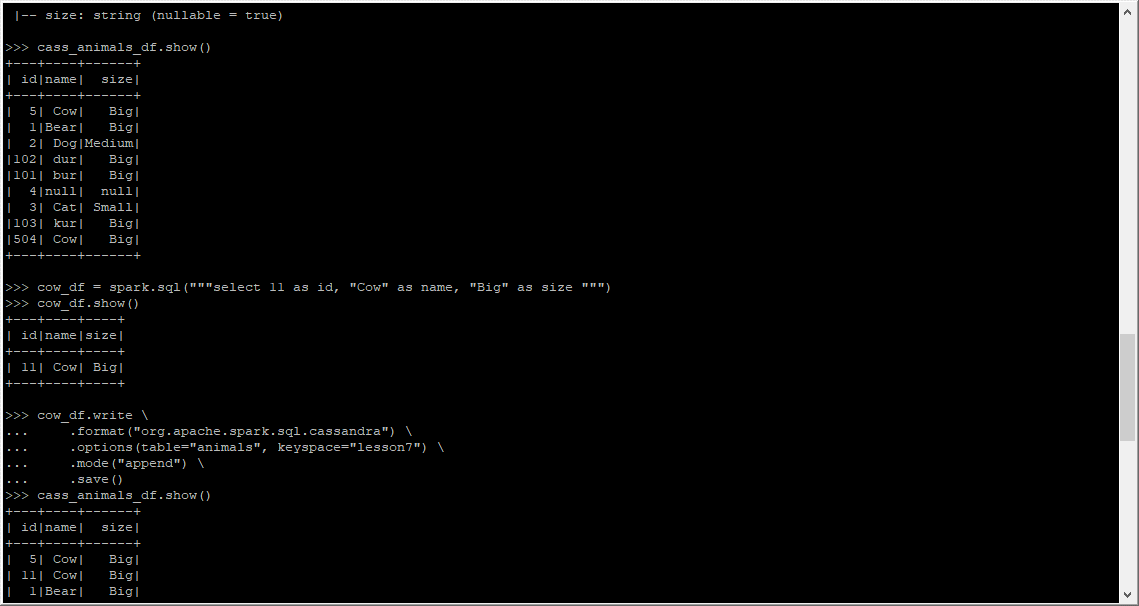 |-- size: string (nullable = true)

>>> cass_animals_df.show()
+---+----+------+
| id|name|  size|
+---+----+------+
|  5| Cow|   Big|
|  1|Bear|   Big|
|  2| Dog|Medium|
|102| dur|   Big|
|101| bur|   Big|
|  4|null|  null|
|  3| Cat| Small|
|103| kur|   Big|
|504| Cow|   Big|
+---+----+------+

>>> cow_df = spark.sql("""select 11 as id, "Cow" as name, "Big" as size """)
>>> cow_df.show()
+---+----+----+
| id|name|size|
+---+----+----+
| 11| Cow| Big|
+---+----+----+

>>> cow_df.write \
...     .format("org.apache.spark.sql.cassandra") \
...     .options(table="animals", keyspace="lesson7") \
...     .mode("append") \
...     .save()
>>> cass_animals_df.show()
+---+----+------+
| id|name|  size|
+---+----+------+
|  5| Cow|   Big|
| 11| Cow|   Big|
|  1|Bear|   Big|